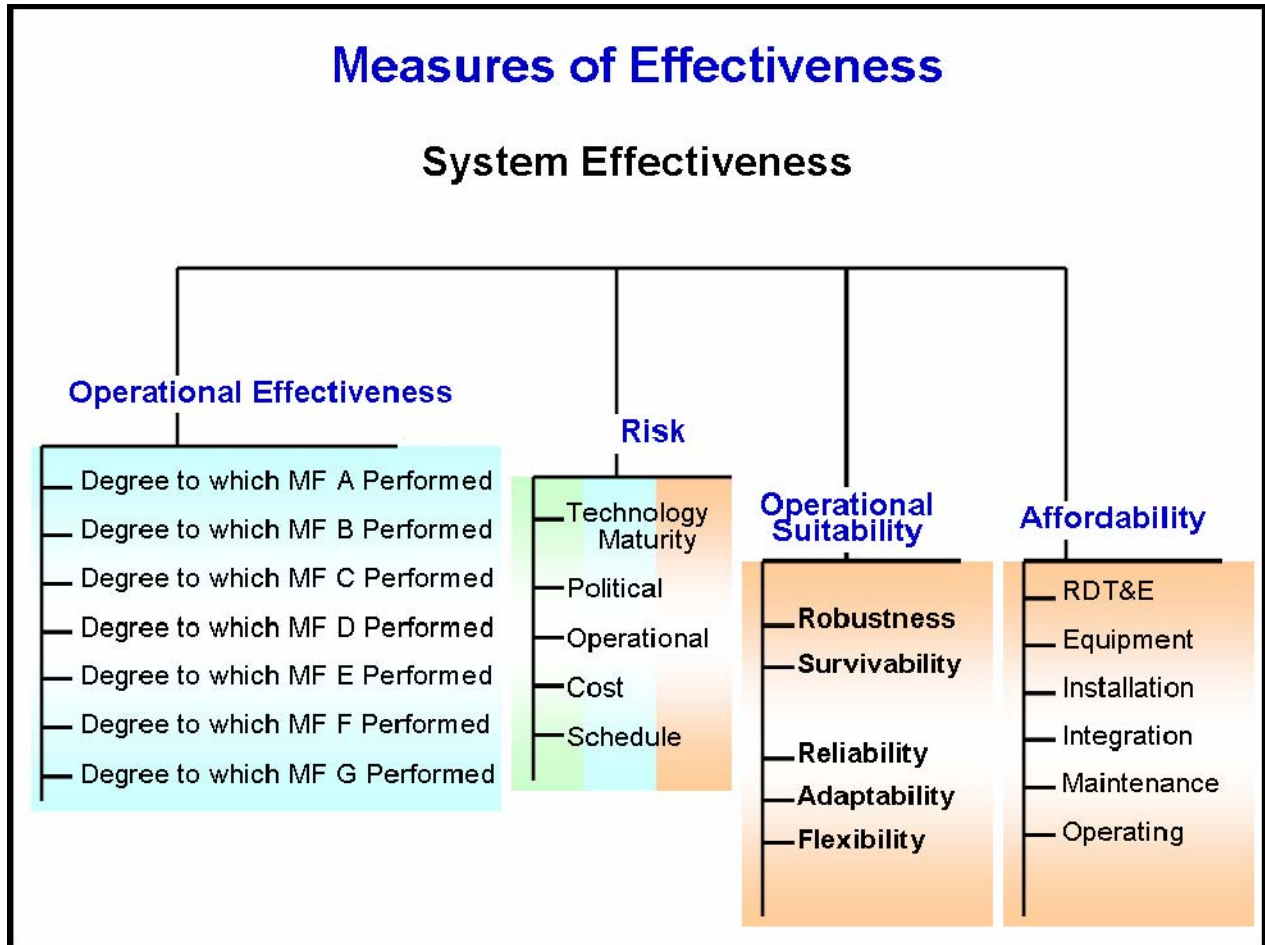 Measures of Effectiveness
System Effectiveness
Operational Effectiveness
Degree to which MF A Performed
Degree to which MF B Performed
Degree to which MF C Performed
Degree to which MF D Performed
Degree to which MF E Performed
Degree to which MF F Performed
Degree to which MF G Performed
Risk
Technology
Maturity
Political
Operational
Cost
Schedule
Operational
Suitability
Robustness
Survivability
Reliability
Adaptability
Flexibility
Affordability
RDT&E
Equipment
Installation
Integration
Maintenance
Operating